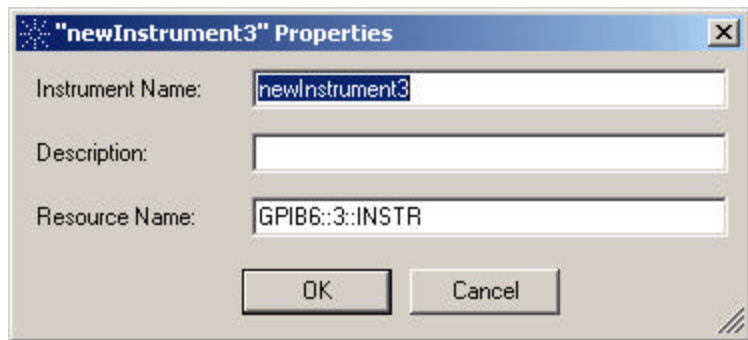 "newInstrument3" Properties
Instrument Name: newInstrument3
Description:
Resource Name: GPIB6::3::INSTR
OK Cancel